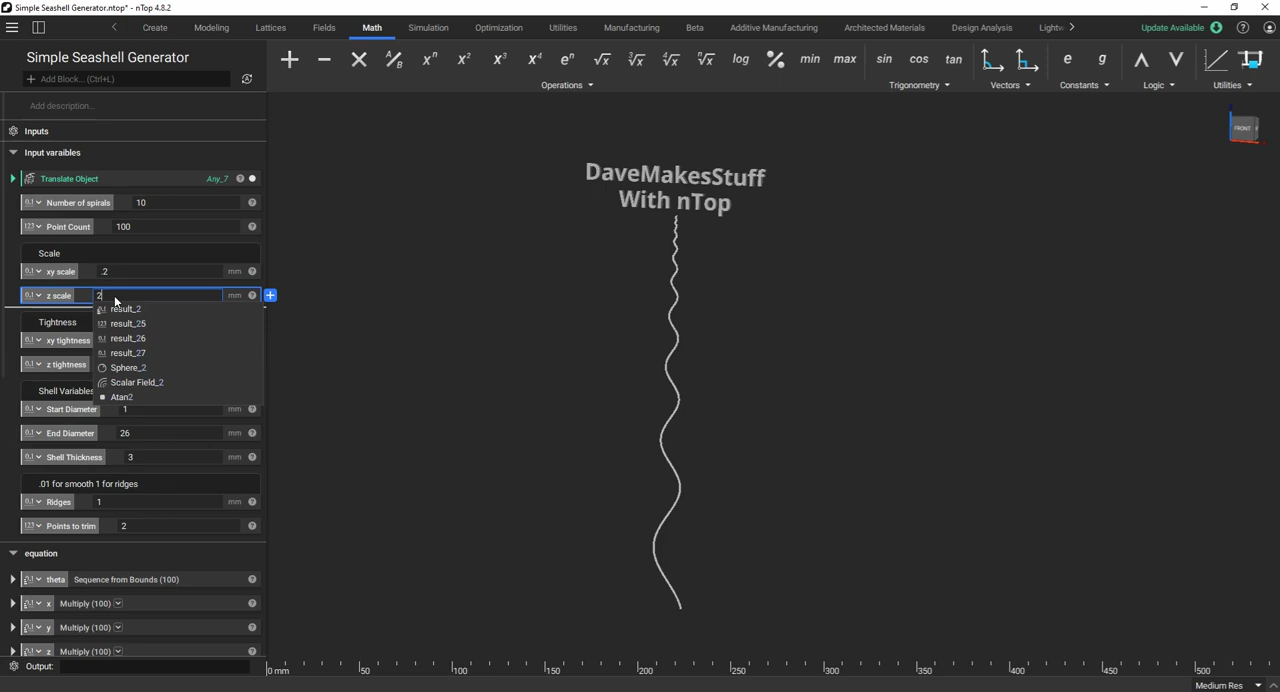 Simple Seashell Generator.ntop* - nTop 4.8.2
Create
Modeling
Lattices
Fields
Math
Simulation
Optimization
Utilities
Manufacturing
Beta
Additive Manufacturing
Architected Materials
Design Analysis
Lightw
Update Available
Simple Seashell Generator
Add Block... (Ctrl+L)
A/B
xⁿ
x²
x³
x⁴
eⁿ
log
min
max
sin
cos
tan
e
g
Operations
Trigonometry
Vectors
Constants
Logic
Utilities
Add description...
Inputs
Input varaibles
Translate Object Any_7
Number of spirals 10
Point Count 100
Scale
xy scale .2 mm
z scale 2 mm
result_2
result_25
result_26
result_27
Sphere_2
Scalar Field_2
Atan2
Tightness
xy tightness
z tightness
Shell Variables
Start Diameter 1 mm
End Diameter 26 mm
Shell Thickness 3 mm
.01 for smooth 1 for ridges
Ridges 1 mm
Points to trim 2
equation
theta Sequence from Bounds (100)
x Multiply (100)
y Multiply (100)
z Multiply (100)
Output:
FRONT
DaveMakesStuff
With nTop
0 mm 50 100 150 200 250 300 350 400 450 500
Medium Res